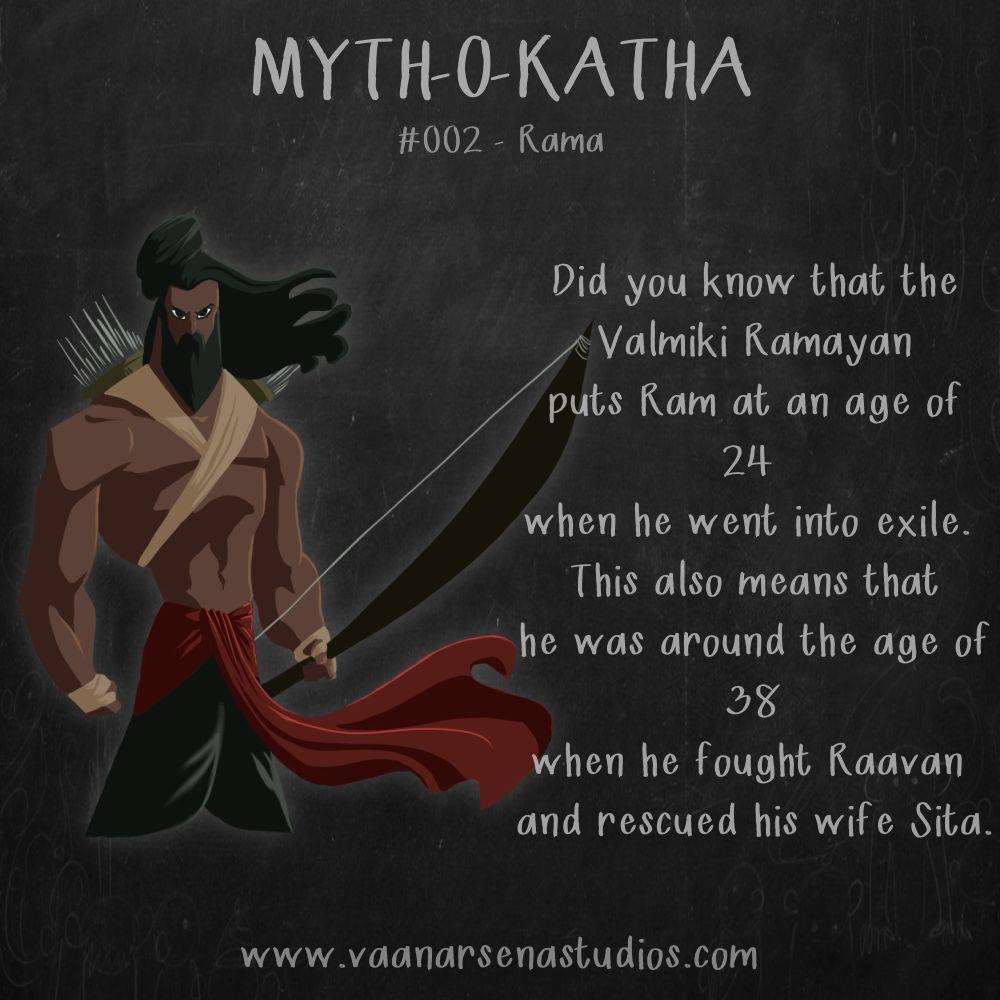 MYTH-O-KATHA
#002 - Rama
Did you know that the
Valmiki Ramayan
puts Ram at an age of
24
when he went into exile.
This also means that
he was around the age of
38
when he fought Raavan
and rescued his wife Sita.
www.vaanarsenastudios.com